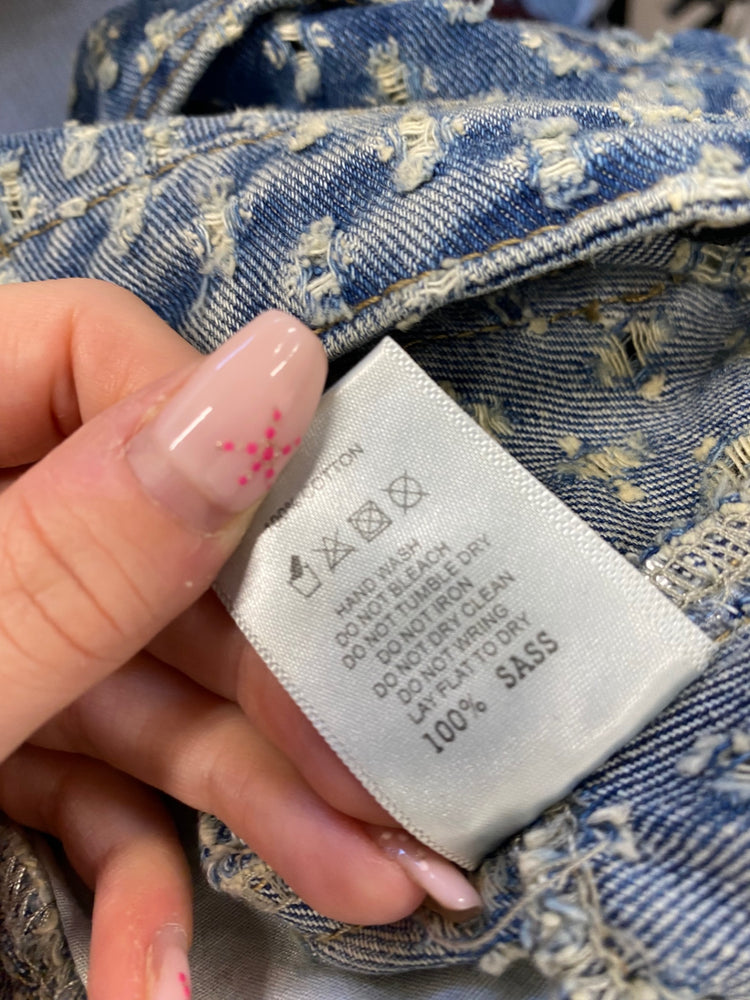 100% COTTON
HAND WASH
DO NOT BLEACH
DO NOT TUMBLE DRY
DO NOT IRON
DO NOT DRY CLEAN
DO NOT WRING
LAY FLAT TO DRY
100% SASS